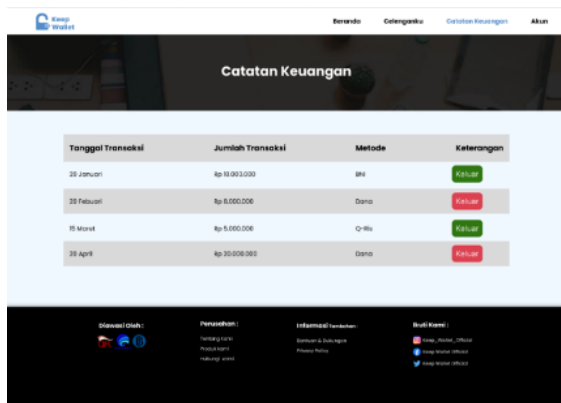 Keep
Wallet
Beranda Celenganku Catatan Keuangan Akun
Catatan Keuangan
Tanggal Transaksi Jumlah Transaksi Metode Keterangan
20 Januari Rp 10.003.000 BNI Keluar
20 Febuari Rp 8.000.000 Dana Keluar
15 Maret Rp 5.000.000 Q-Ris Keluar
20 April Rp 20.000.000 Dana Keluar
Diawasi Oleh :
Perusahan :
Tentang Kami
Produk Kami
Hubungi Kami
Informasi Tambahan :
Bantuan & Dukungan
Privacy Policy
Ikuti Kami :
Keep_Wallet_Official
Keep Wallet Official
Keep Wallet Official